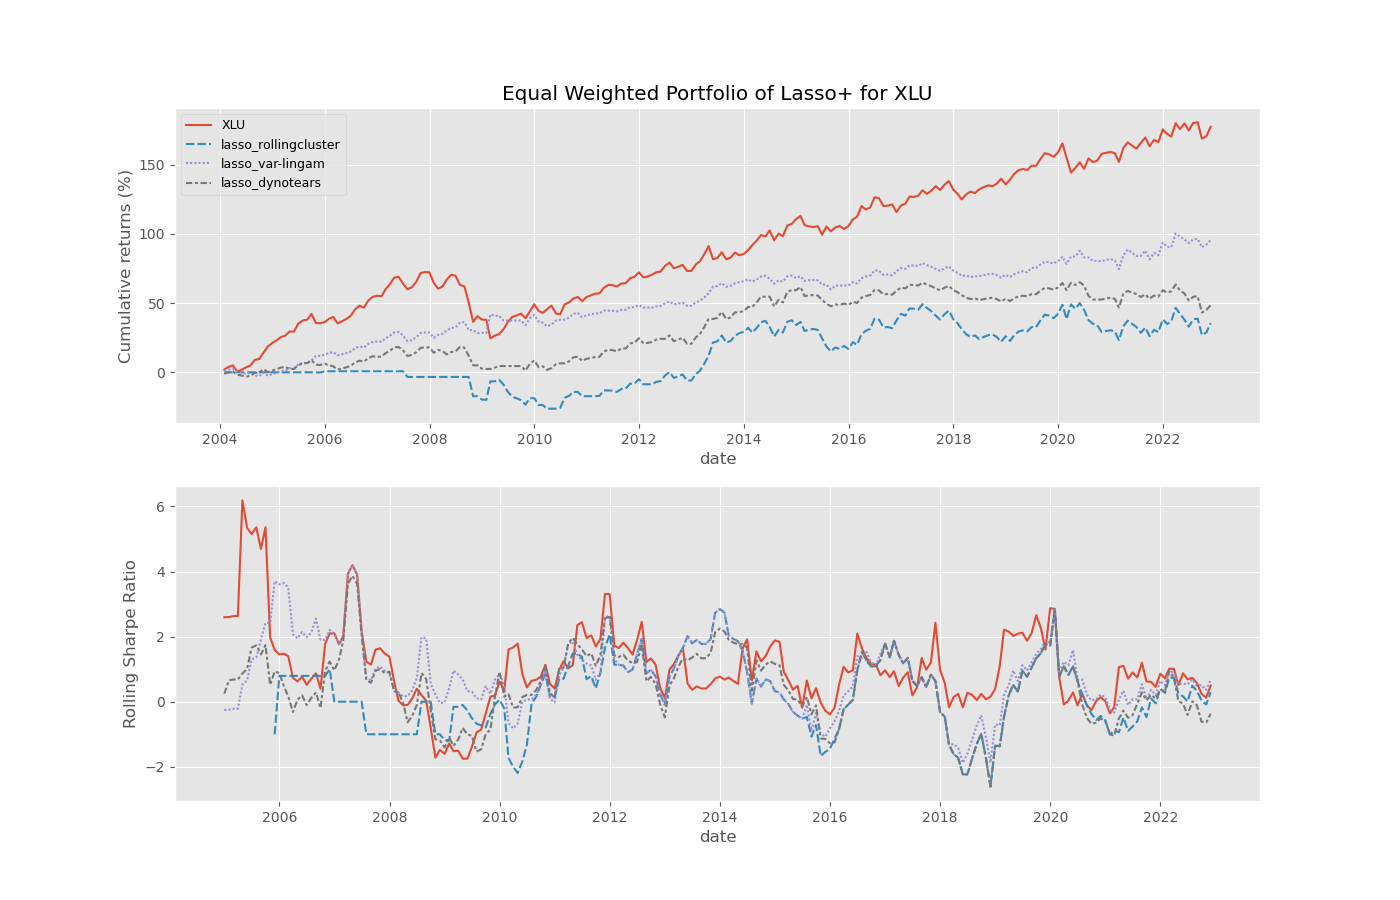 Equal Weighted Portfolio of Lasso+ for XLU
XLU
lasso_rollingcluster
lasso_var-lingam
lasso_dynotears
Cumulative returns (%)
150
100
50
0
2004 2006 2008 2010 2012 2014 2016 2018 2020 2022
date
Rolling Sharpe Ratio
6
4
2
0
−2
2006 2008 2010 2012 2014 2016 2018 2020 2022
date